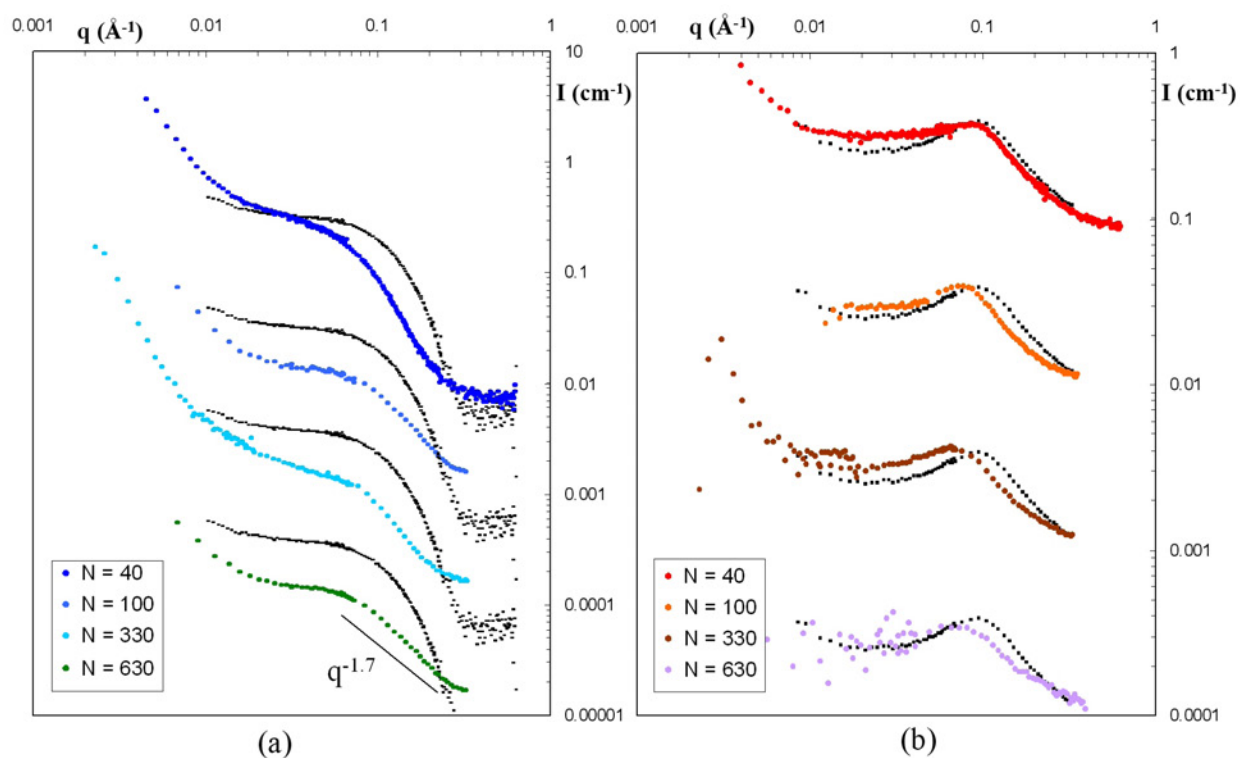 0.001 0.01 0.1 1
q (Å⁻¹)
10
I (cm⁻¹)
1
0.1
0.01
0.001
0.0001
0.00001
N = 40
N = 100
N = 330
N = 630
q⁻¹·⁷
(a)
0.001 0.01 0.1 1
q (Å⁻¹)
1
I (cm⁻¹)
0.1
0.01
0.001
0.0001
N = 40
N = 100
N = 330
N = 630
(b)